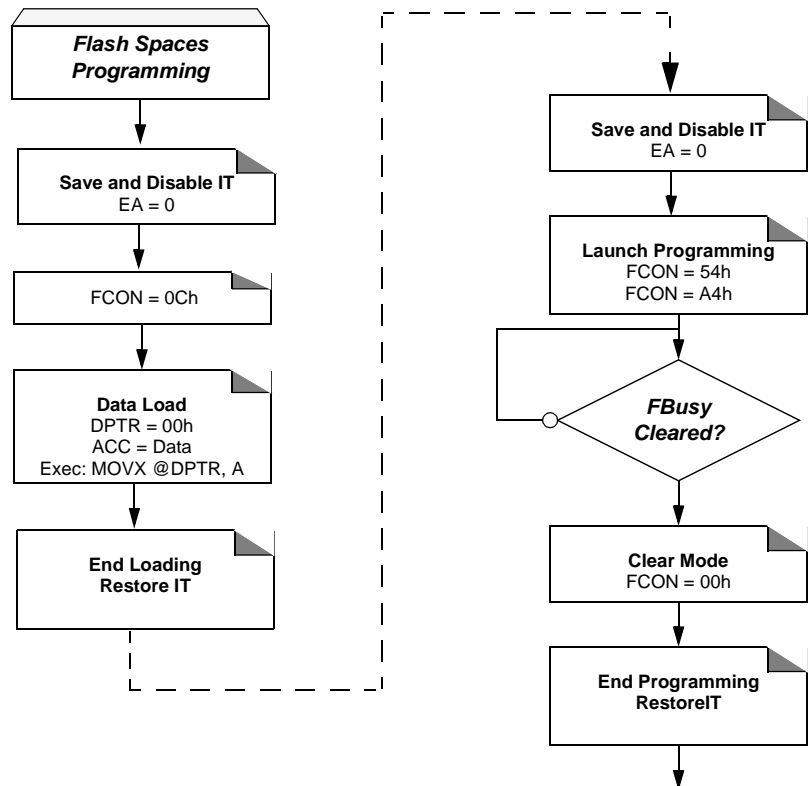 Flash Spaces
Programming
Save and Disable IT
EA = 0
FCON = 0Ch
Data Load
DPTR = 00h
ACC = Data
Exec: MOVX @DPTR, A
End Loading
Restore IT
Save and Disable IT
EA = 0
Launch Programming
FCON = 54h
FCON = A4h
FBusy
Cleared?
Clear Mode
FCON = 00h
End Programming
RestoreIT